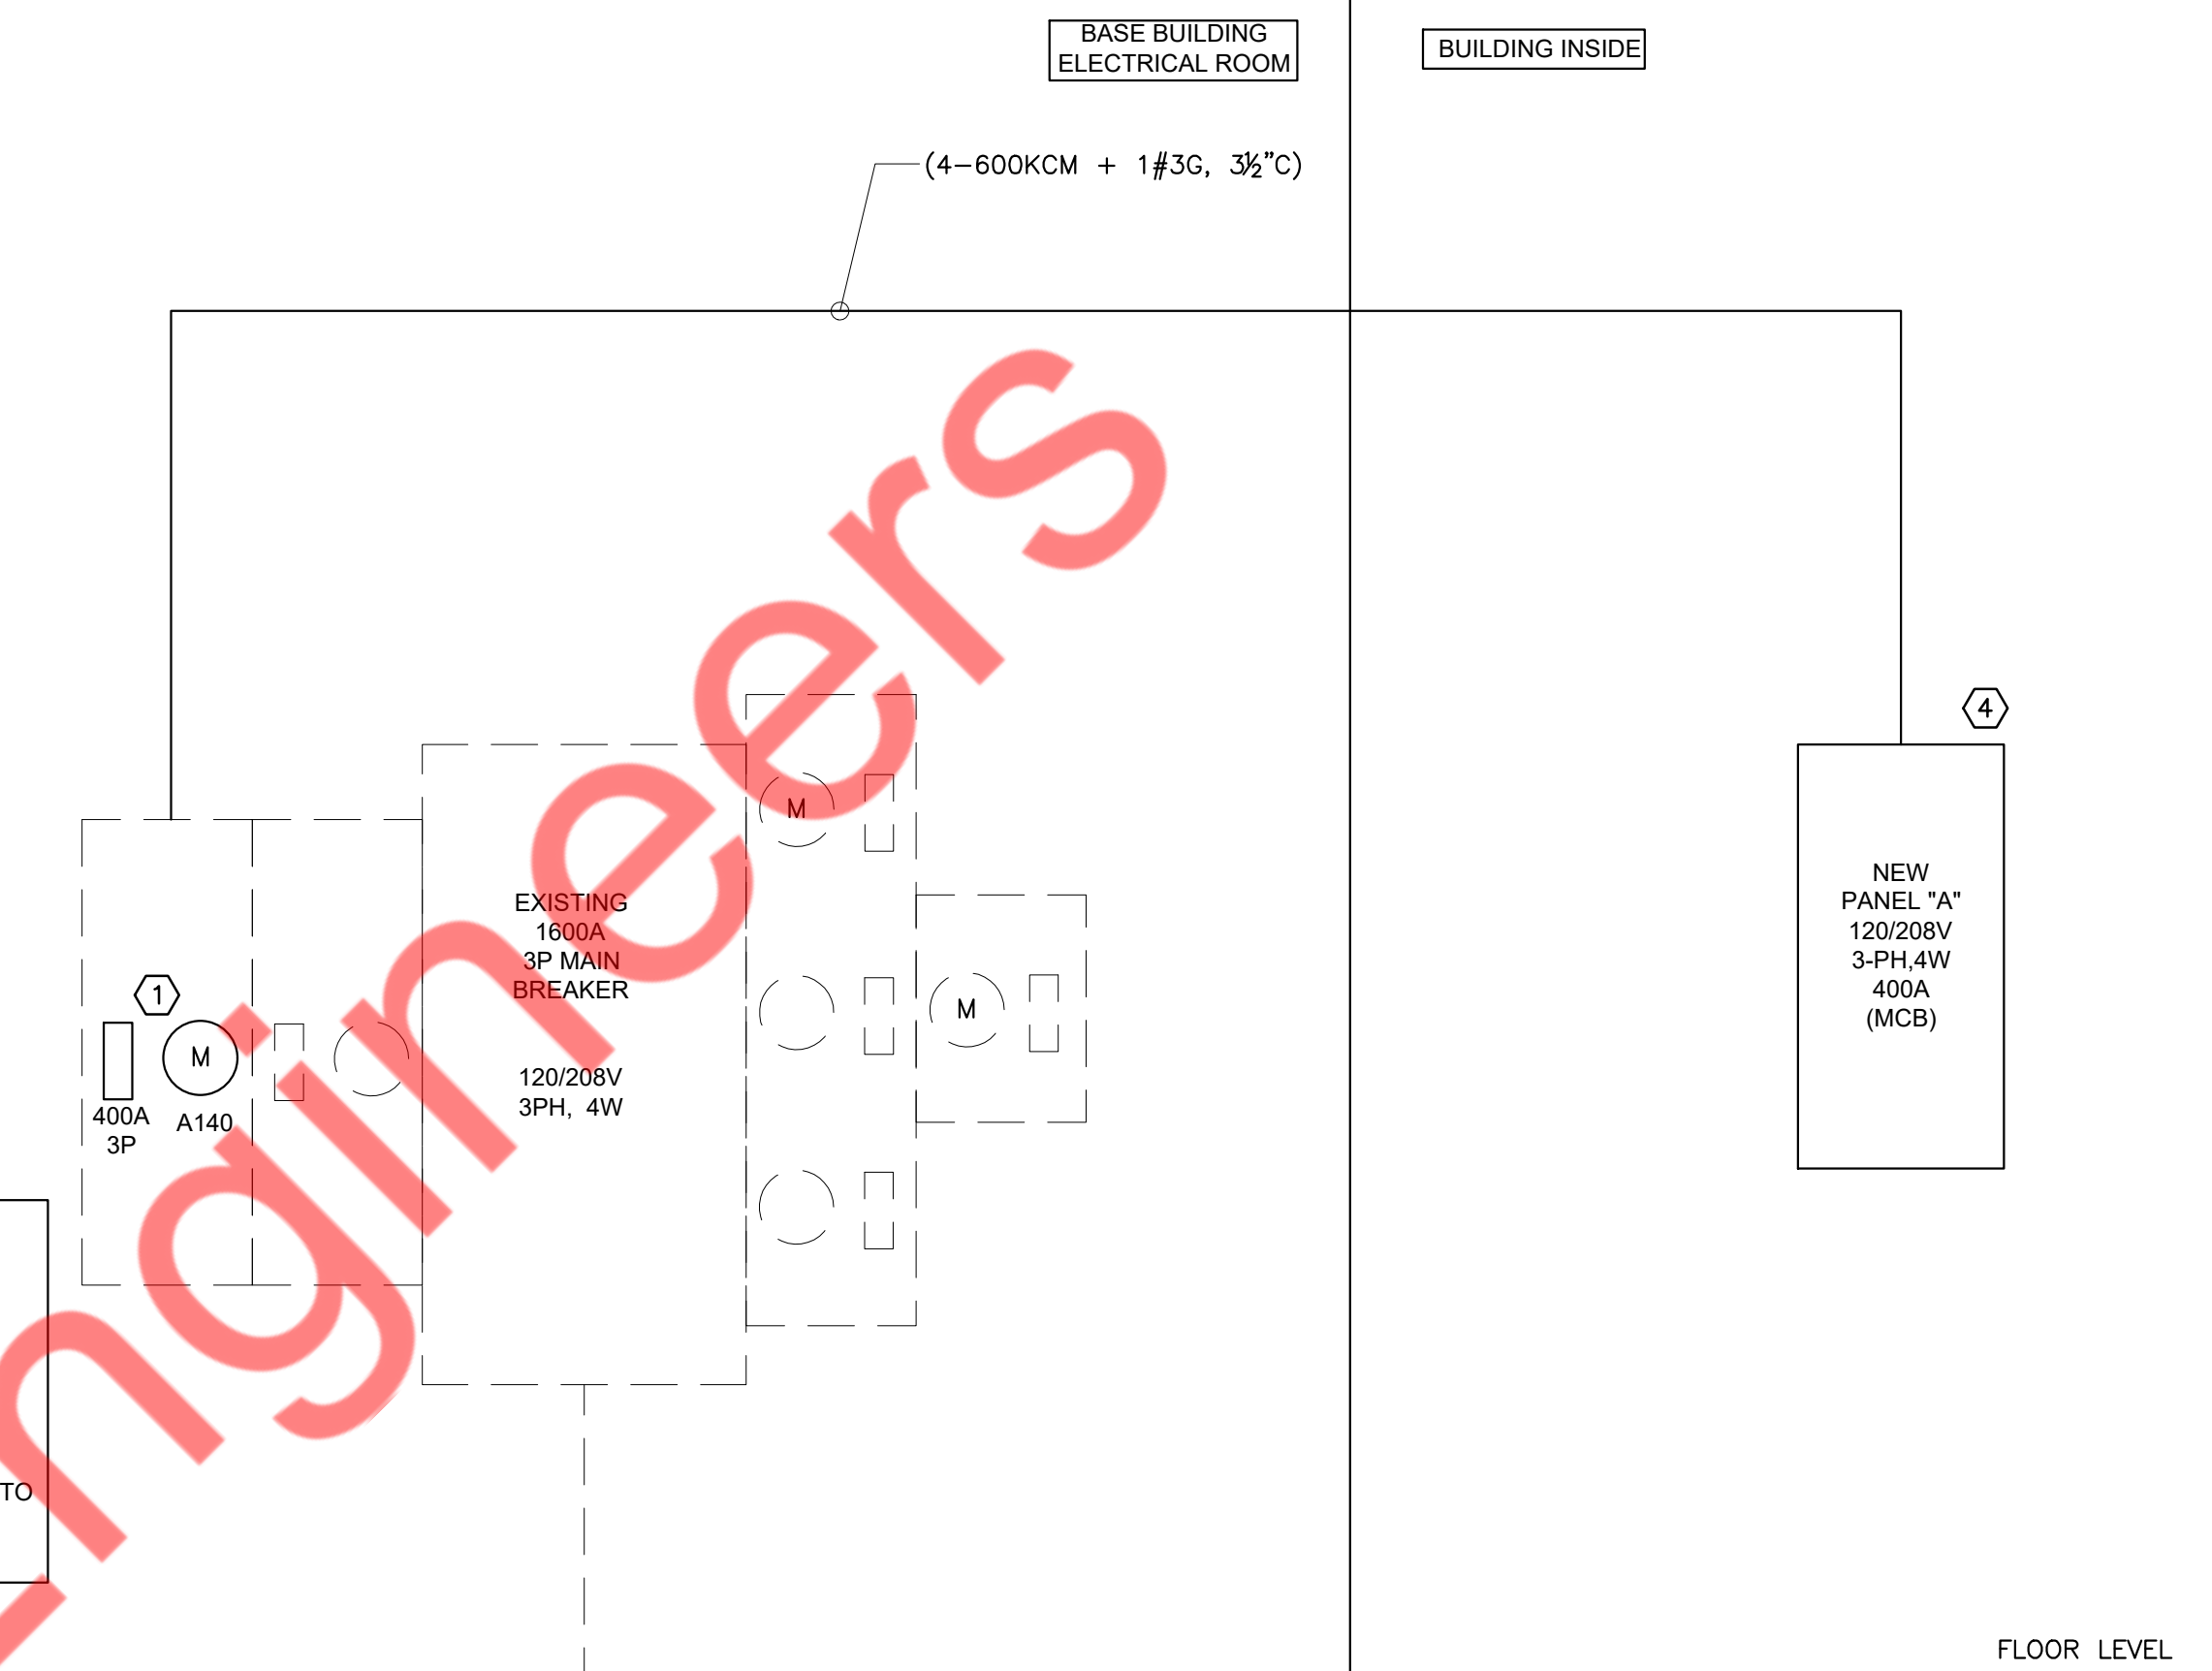 BASE BUILDING
ELECTRICAL ROOM
BUILDING INSIDE
(4-600KCM + 1#3G, 3½"C)
4
M
NEW
PANEL "A"
120/208V
3-PH,4W
400A
(MCB)
EXISTING
1600A
3P MAIN
BREAKER
120/208V
3PH, 4W
M
1
M
400A
3P
A140
TO
ngineers
FLOOR LEVEL